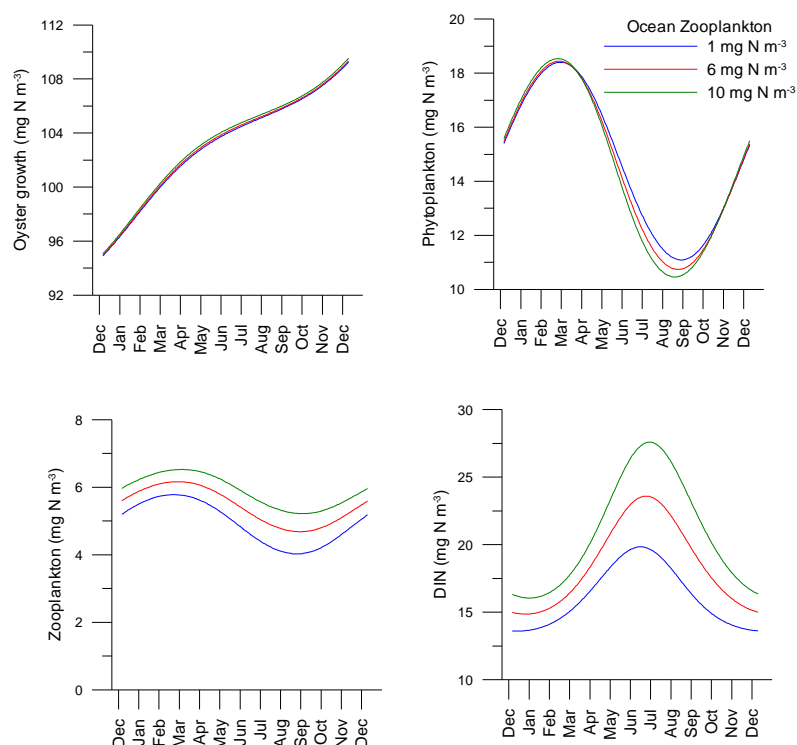 Oyster growth (mg N m-3)
112
108
104
100
96
92
Dec Jan Feb Mar Apr May Jun Jul Aug Sep Oct Nov Dec
Phytoplankton (mg N m-3)
20
18
16
14
12
10
Dec Jan Feb Mar Apr May Jun Jul Aug Sep Oct Nov Dec
Ocean Zooplankton
1 mg N m-3
6 mg N m-3
10 mg N m-3
Zooplankton (mg N m-3)
8
6
4
2
0
Dec Jan Feb Mar Apr May Jun Jul Aug Sep Oct Nov Dec
DIN (mg N m-3)
30
25
20
15
10
Dec Jan Feb Mar Apr May Jun Jul Aug Sep Oct Nov Dec